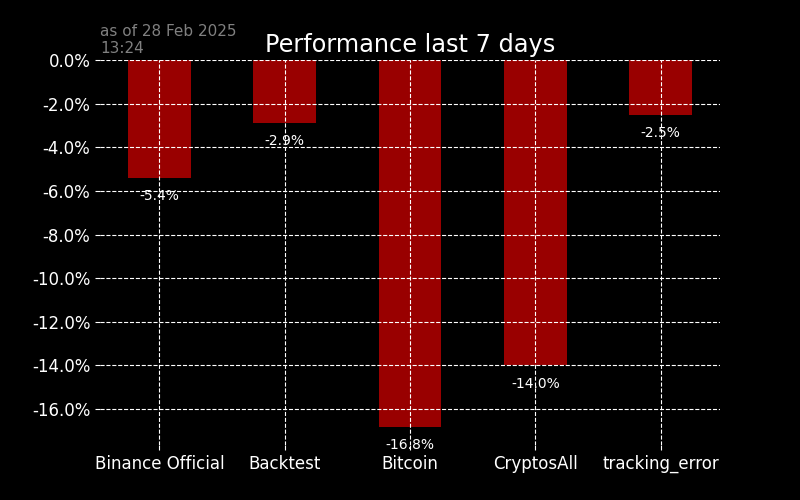 as of 28 Feb 2025
13:24
Performance last 7 days
0.0%
-2.0%
-4.0%
-6.0%
-8.0%
-10.0%
-12.0%
-14.0%
-16.0%
-5.4%
-2.9%
-16.8%
-14.0%
-2.5%
Binance Official
Backtest
Bitcoin
CryptosAll
tracking_error